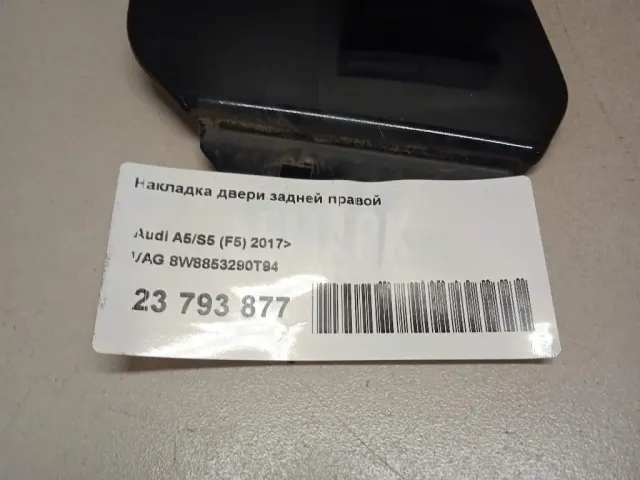 Накладка двери задней правой
Audi A5/S5 (F5) 2017>
VAG 8W8853290T94
23 793 877